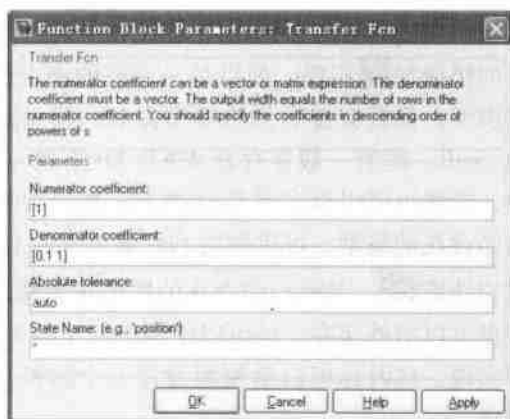 Function Block Parameters: Transfer Fcn
Transfer Fcn
The numerator coefficient can be a vector or matrix expression. The denominator
coefficient must be a vector. The output width equals the number of rows in the
numerator coefficient. You should specify the coefficients in descending order of
powers of s.
Parameters
Numerator coefficient:
[1]
Denominator coefficient:
[0.1 1]
Absolute tolerance:
auto
State Name: (e.g., 'position')
''
OK Cancel Help Apply